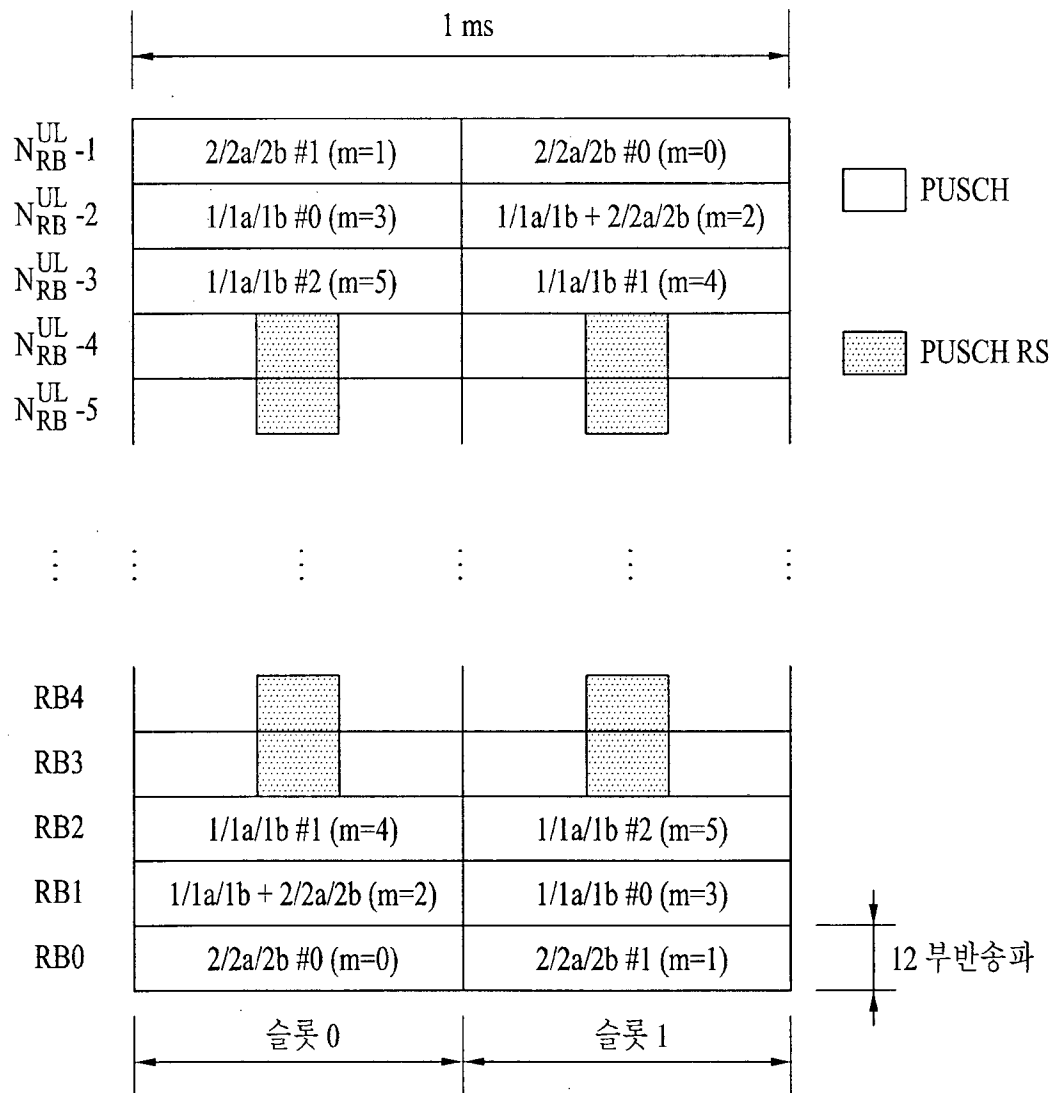 1 ms
N_RB^UL -1 2/2a/2b #1 (m=1) 2/2a/2b #0 (m=0)
PUSCH
N_RB^UL -2 1/1a/1b #0 (m=3) 1/1a/1b + 2/2a/2b (m=2)
N_RB^UL -3 1/1a/1b #2 (m=5) 1/1a/1b #1 (m=4)
N_RB^UL -4
PUSCH RS
N_RB^UL -5
RB4
RB3
RB2 1/1a/1b #1 (m=4) 1/1a/1b #2 (m=5)
RB1 1/1a/1b + 2/2a/2b (m=2) 1/1a/1b #0 (m=3)
RB0 2/2a/2b #0 (m=0) 2/2a/2b #1 (m=1)
12 부반송파
슬롯 0 슬롯 1